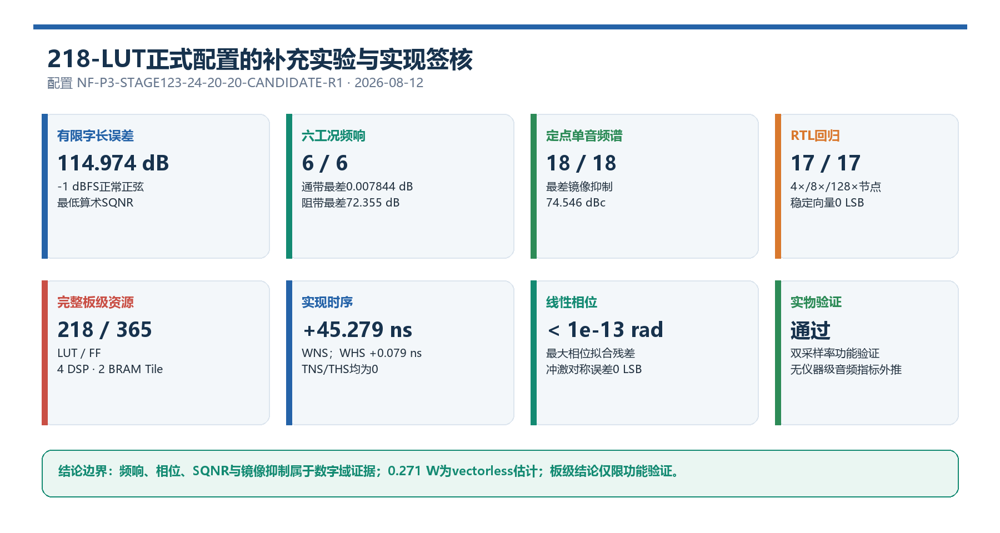 218-LUT正式配置的补充实验与实现签核
配置 NF-P3-STAGE123-24-20-20-CANDIDATE-R1 · 2026-08-12
有限字长误差
114.974 dB
-1 dBFS正常正弦
最低算术SQNR
六工况频响
6 / 6
通带最差0.007844 dB
阻带最差72.355 dB
定点单音频谱
18 / 18
最差镜像抑制
74.546 dBc
RTL回归
17 / 17
4×/8×/128×节点
稳定向量0 LSB
完整板级资源
218 / 365
LUT / FF
4 DSP · 2 BRAM Tile
实现时序
+45.279 ns
WNS；WHS +0.079 ns
TNS/THS均为0
线性相位
< 1e-13 rad
最大相位拟合残差
冲激对称误差0 LSB
实物验证
通过
双采样率功能验证
无仪器级音频指标外推
结论边界：频响、相位、SQNR与镜像抑制属于数字域证据；0.271 W为vectorless估计；板级结论仅限功能验证。